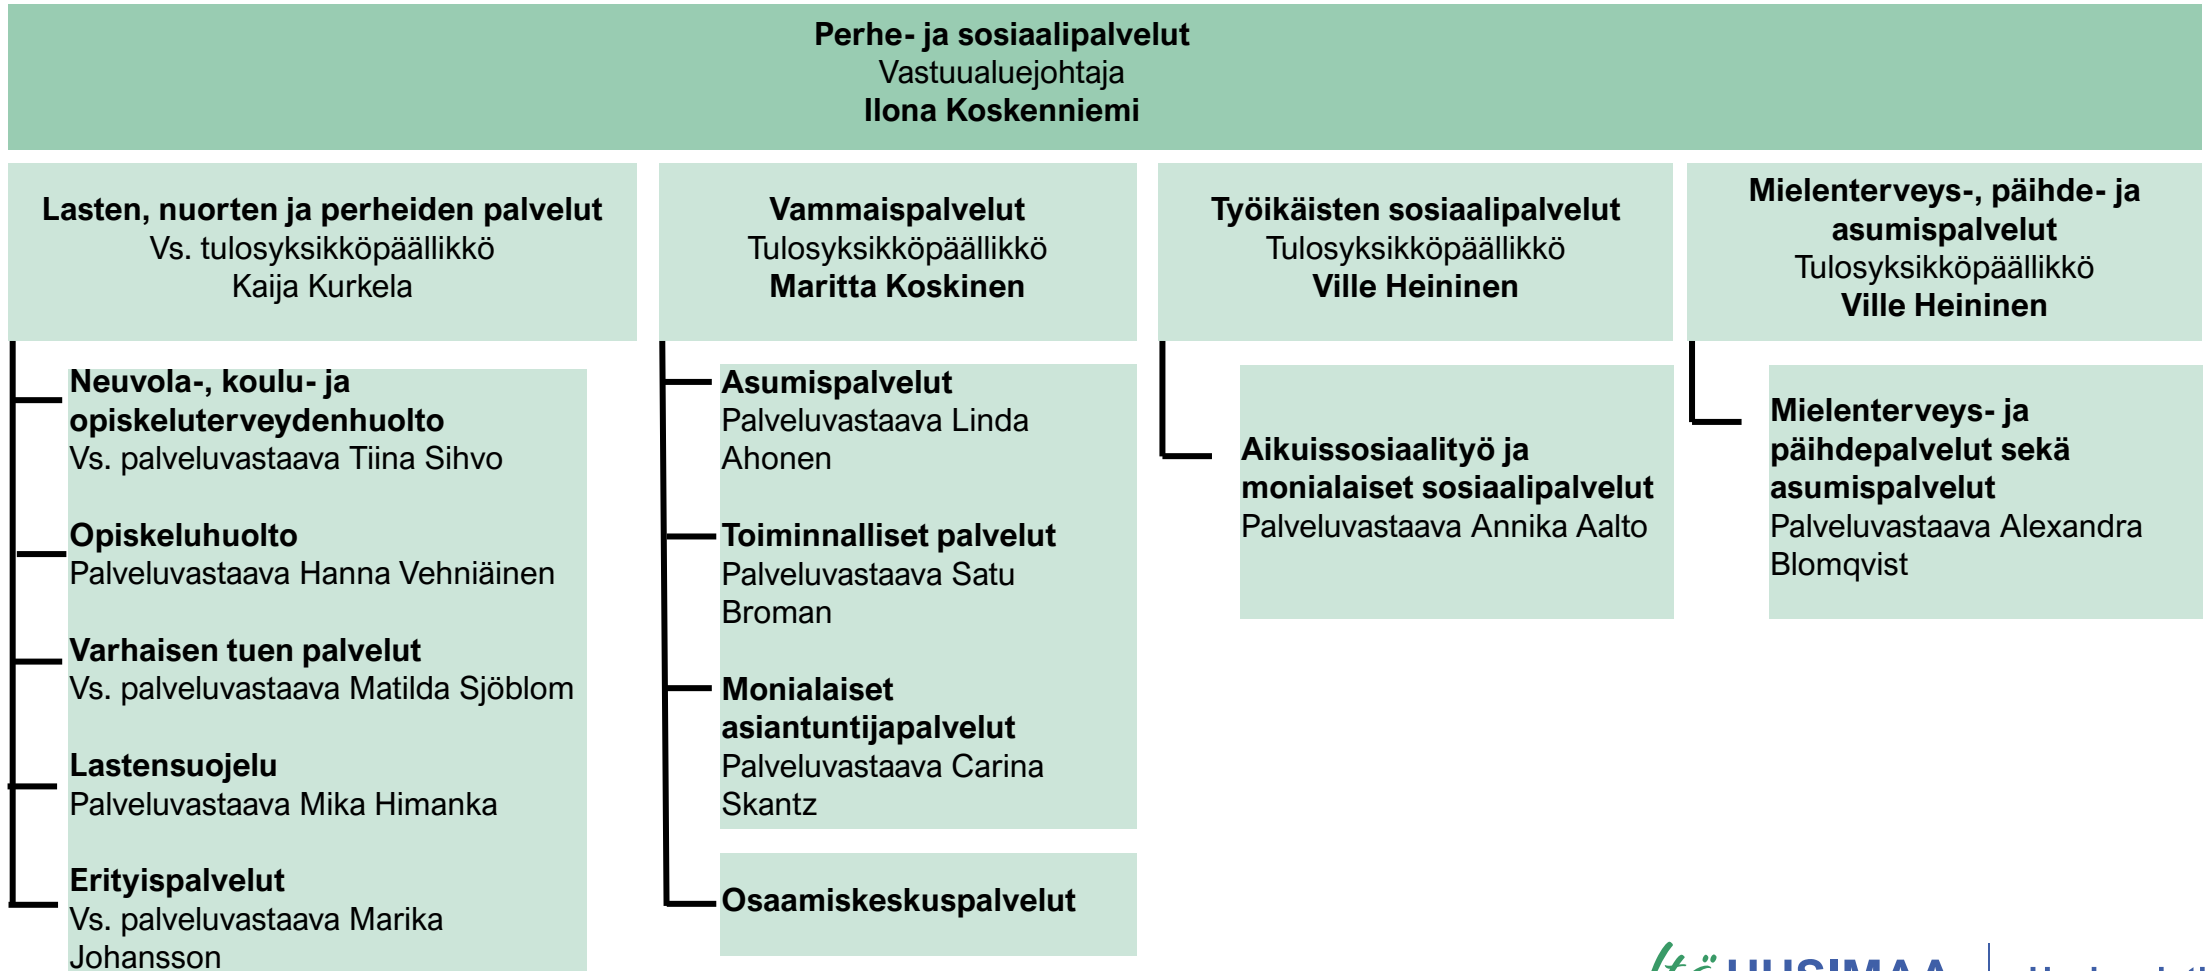 Perhe- ja sosiaalipalvelut
Vastuualuejohtaja
Ilona Koskenniemi
Lasten, nuorten ja perheiden palvelut
Vs. tulosyksikköpäällikkö
Kaija Kurkela
Neuvola-, koulu- ja
opiskeluterveydenhuolto
Vs. palveluvastaava Tiina Sihvo
Opiskeluhuolto
Palveluvastaava Hanna Vehniäinen
Varhaisen tuen palvelut
Vs. palveluvastaava Matilda Sjöblom
Lastensuojelu
Palveluvastaava Mika Himanka
Erityispalvelut
Vs. palveluvastaava Marika
Johansson
Vammaispalvelut
Tulosyksikköpäällikkö
Maritta Koskinen
Asumispalvelut
Palveluvastaava Linda
Ahonen
Toiminnalliset palvelut
Palveluvastaava Satu
Broman
Monialaiset
asiantuntijapalvelut
Palveluvastaava Carina
Skantz
Osaamiskeskuspalvelut
Työikäisten sosiaalipalvelut
Tulosyksikköpäällikkö
Ville Heininen
Aikuissosiaalityö ja
monialaiset sosiaalipalvelut
Palveluvastaava Annika Aalto
Mielenterveys-, päihde- ja
asumispalvelut
Tulosyksikköpäällikkö
Ville Heininen
Mielenterveys- ja
päihdepalvelut sekä
asumispalvelut
Palveluvastaava Alexandra
Blomqvist
Itä UUSIMAA